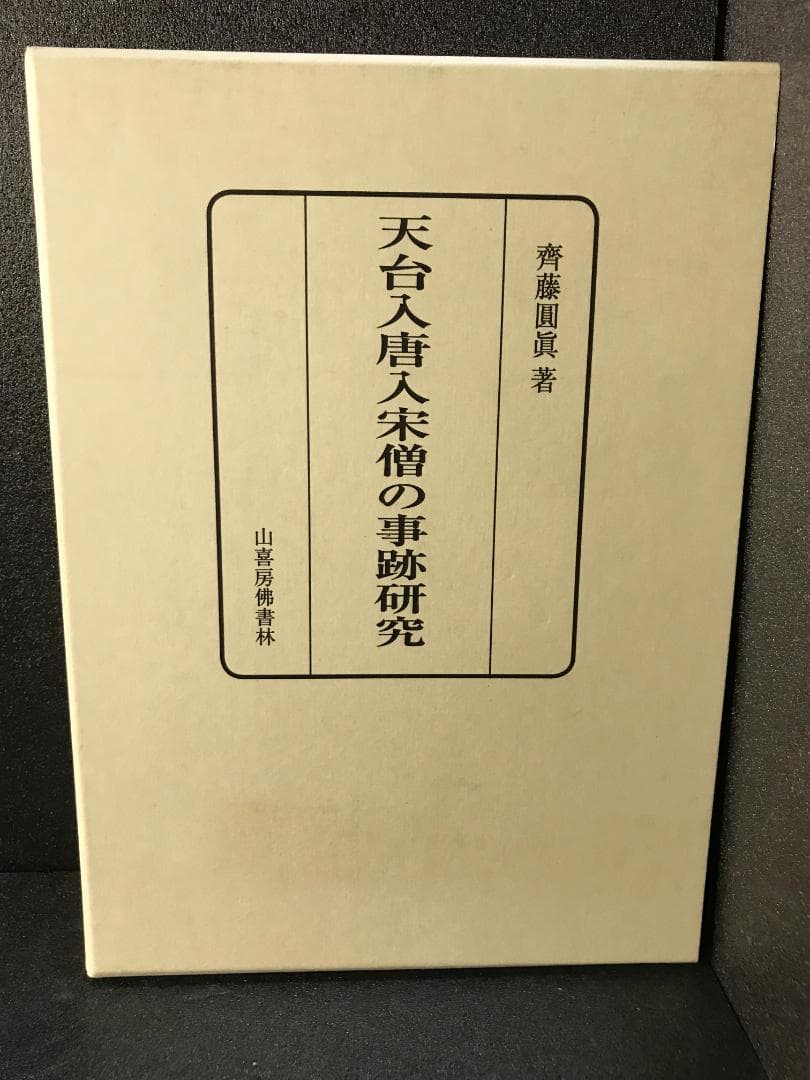 齊藤圓眞 著
天台入唐入宋僧の事跡研究
山喜房佛書林